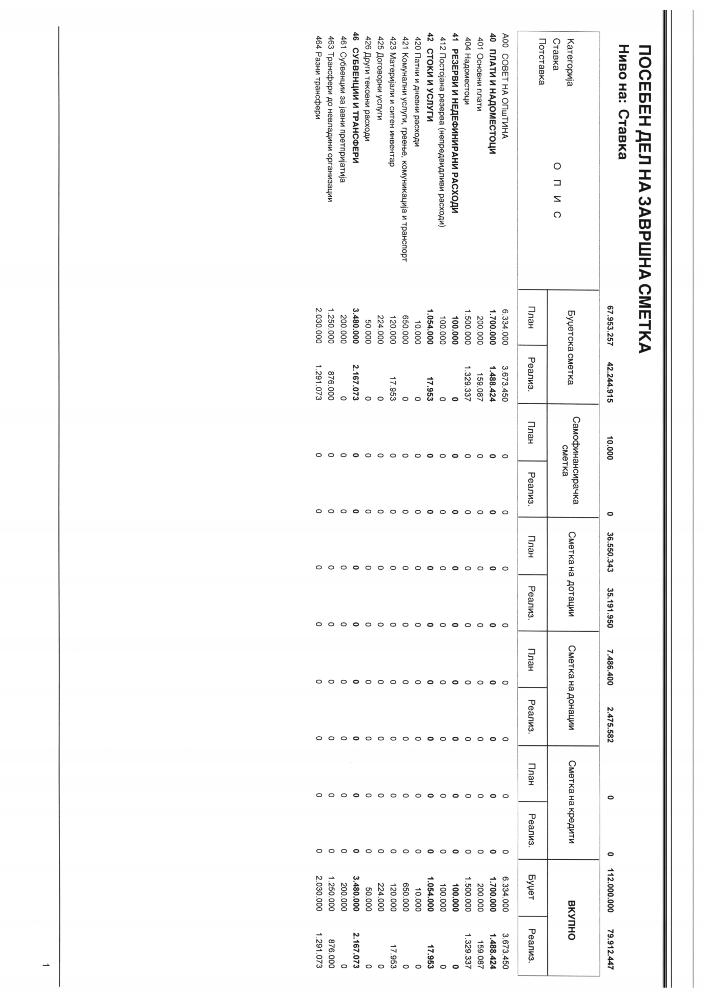 ПОСЕБЕН ДЕЛ НА ЗАВРШНА СМЕТКА
Ниво на: Ставка
67.953.257 42.244.915 10.000 0 36.550.343 35.191.950 7.486.400 2.475.582 0 0 112.000.000 79.912.447
Категорија
Ставка
Потставка
О П И С
Буџетска сметка
Самофинансирачка
сметка
Сметка на дотации
Сметка на донации
Сметка на кредити
ВКУПНО
План Реализ. План Реализ. План Реализ. План Реализ. План Реализ. Буџет Реализ.
А00 СОВЕТ НА ОПшТИНА 6.334.000 3.673.450 0 0 0 0 0 0 0 0 6.334.000 3.673.450
40 ПЛАТИ И НАДОМЕСТОЦИ 1.700.000 1.488.424 0 0 0 0 0 0 0 0 1.700.000 1.488.424
401 Основни плати 200.000 159.087 0 0 0 0 0 0 0 0 200.000 159.087
404 Надоместоци 1.500.000 1.329.337 0 0 0 0 0 0 0 0 1.500.000 1.329.337
41 РЕЗЕРВИ И НЕДЕФИНИРАНИ РАСХОДИ 100.000 0 0 0 0 0 0 0 0 0 100.000 0
412 Постојана резерва (непредвидливи расходи) 100.000 0 0 0 0 0 0 0 0 0 100.000 0
42 СТОКИ И УСЛУГИ 1.054.000 17.953 0 0 0 0 0 0 0 0 1.054.000 17.953
420 Патни и дневни расходи 10.000 0 0 0 0 0 0 0 0 0 10.000 0
421 Комунални услуги, греење, комуникација и транспорт 650.000 0 0 0 0 0 0 0 0 0 650.000 0
423 Материјали и ситен инвентар 120.000 17.953 0 0 0 0 0 0 0 0 120.000 17.953
425 Договорни услуги 224.000 0 0 0 0 0 0 0 0 0 224.000 0
426 Други тековни расходи 50.000 0 0 0 0 0 0 0 0 0 50.000 0
46 СУБВЕНЦИИ И ТРАНСФЕРИ 3.480.000 2.167.073 0 0 0 0 0 0 0 0 3.480.000 2.167.073
461 Субвенции за јавни претпријатија 200.000 0 0 0 0 0 0 0 0 0 200.000 0
463 Трансфери до невладини организации 1.250.000 876.000 0 0 0 0 0 0 0 0 1.250.000 876.000
464 Разни трансфери 2.030.000 1.291.073 0 0 0 0 0 0 0 0 2.030.000 1.291.073
1